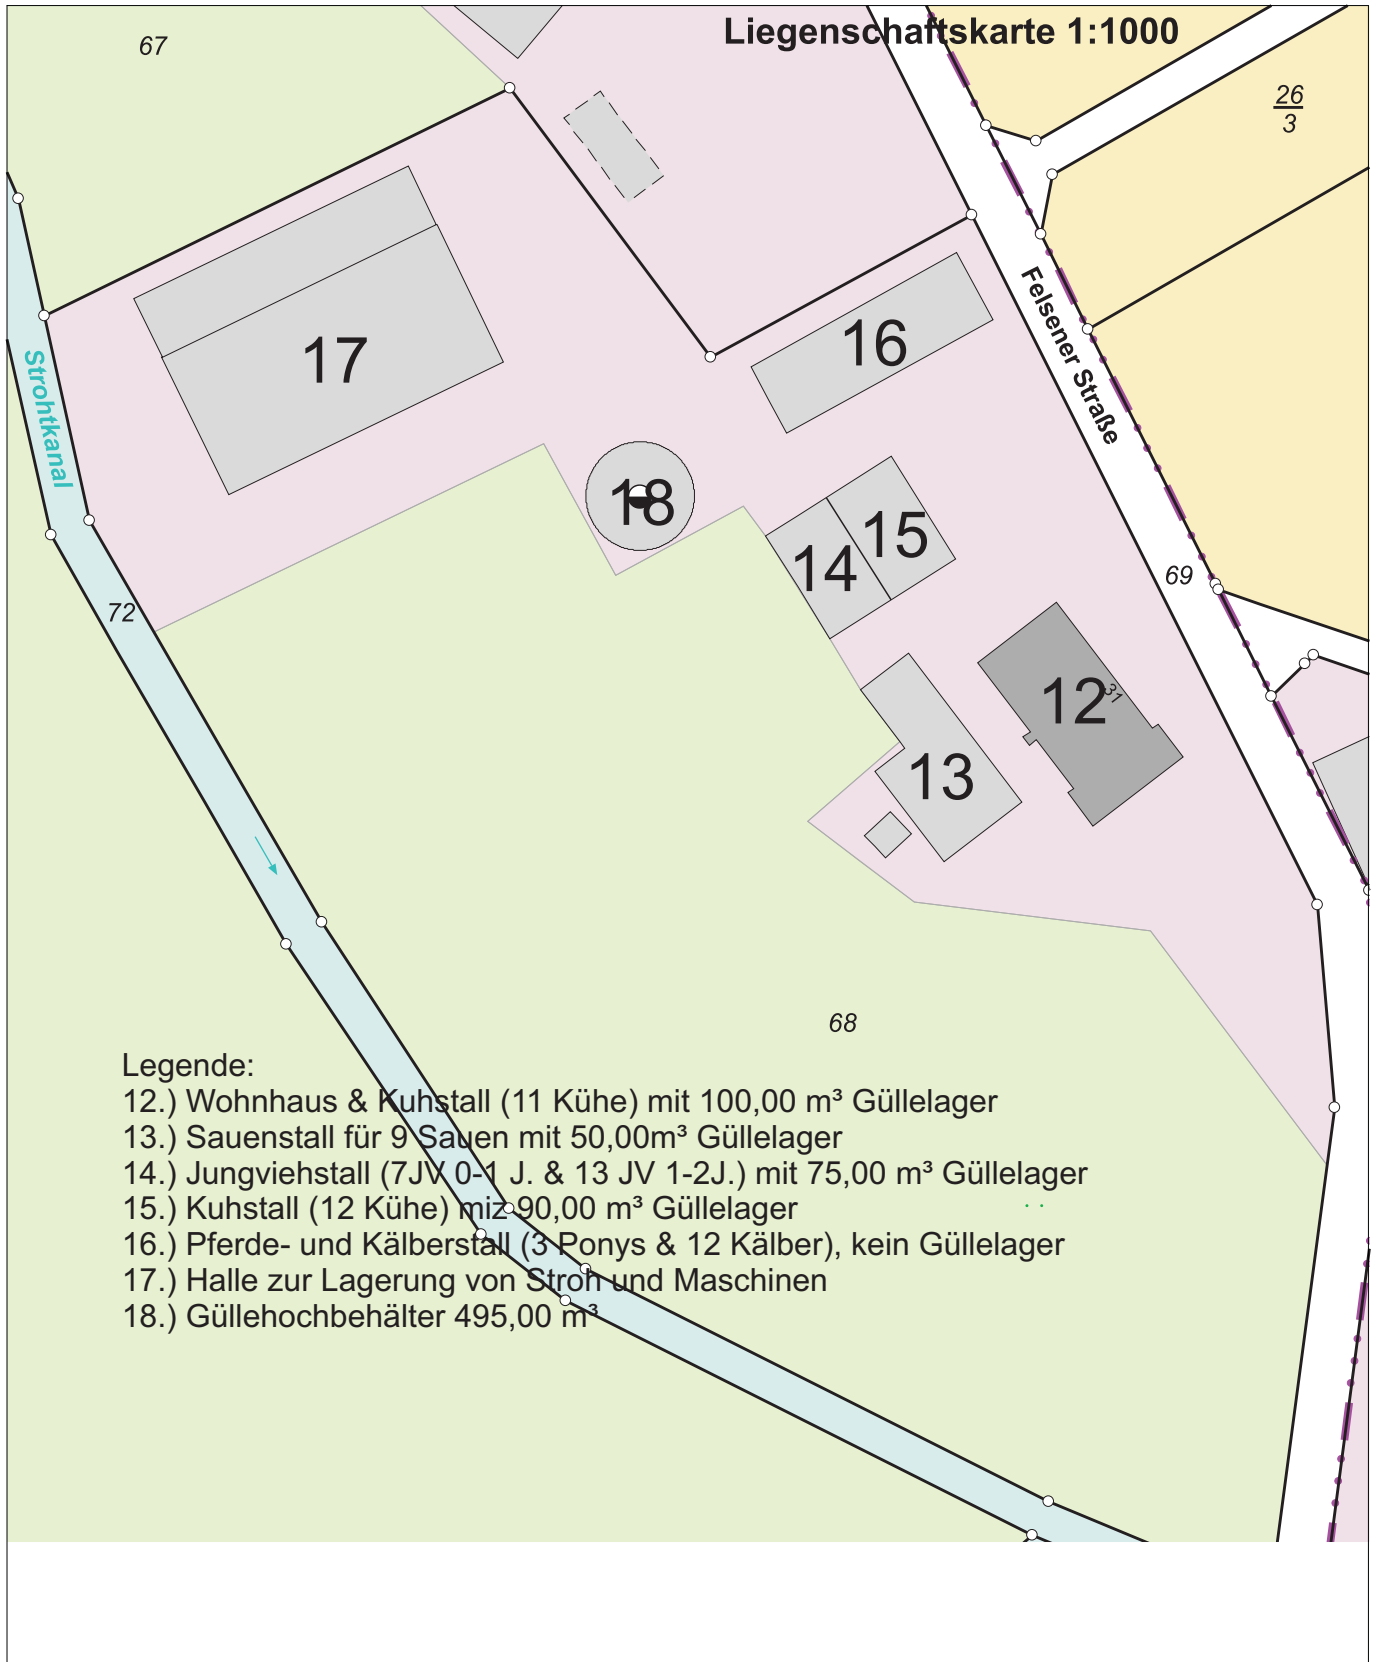 Liegenschaftskarte 1:1000
67
26
3
17
16
Felsener Straße
Strohtkanal
18
15
14
69
72
12
31
13
68
Legende:
12.) Wohnhaus & Kuhstall (11 Kühe) mit 100,00 m³ Güllelager
13.) Sauenstall für 9 Sauen mit 50,00m³ Güllelager
14.) Jungviehstall (7JV 0-1 J. & 13 JV 1-2J.) mit 75,00 m³ Güllelager
15.) Kuhstall (12 Kühe) miz 90,00 m³ Güllelager
16.) Pferde- und Kälberstall (3 Ponys & 12 Kälber), kein Güllelager
17.) Halle zur Lagerung von Stroh und Maschinen
18.) Güllehochbehälter 495,00 m³